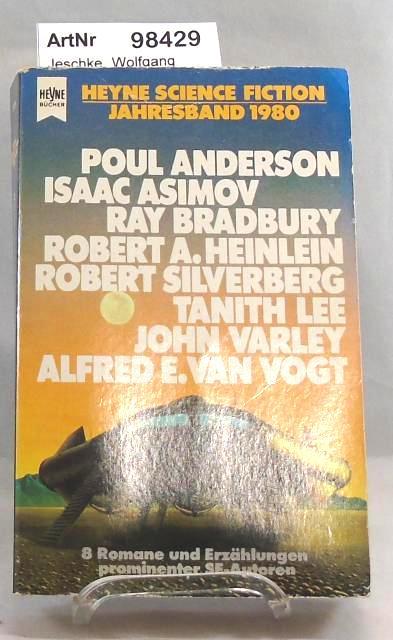 ArtNr 98429
Jeschke, Wolfgang
HEYNE
BÜCHER
HEYNE SCIENCE FICTION
JAHRESBAND 1980
POUL ANDERSON
ISAAC ASIMOV
RAY BRADBURY
ROBERT A. HEINLEIN
ROBERT SILVERBERG
TANITH LEE
JOHN VARLEY
ALFRED E. VAN VOGT
8 Romane und Erzählungen
prominenter SF-Autoren